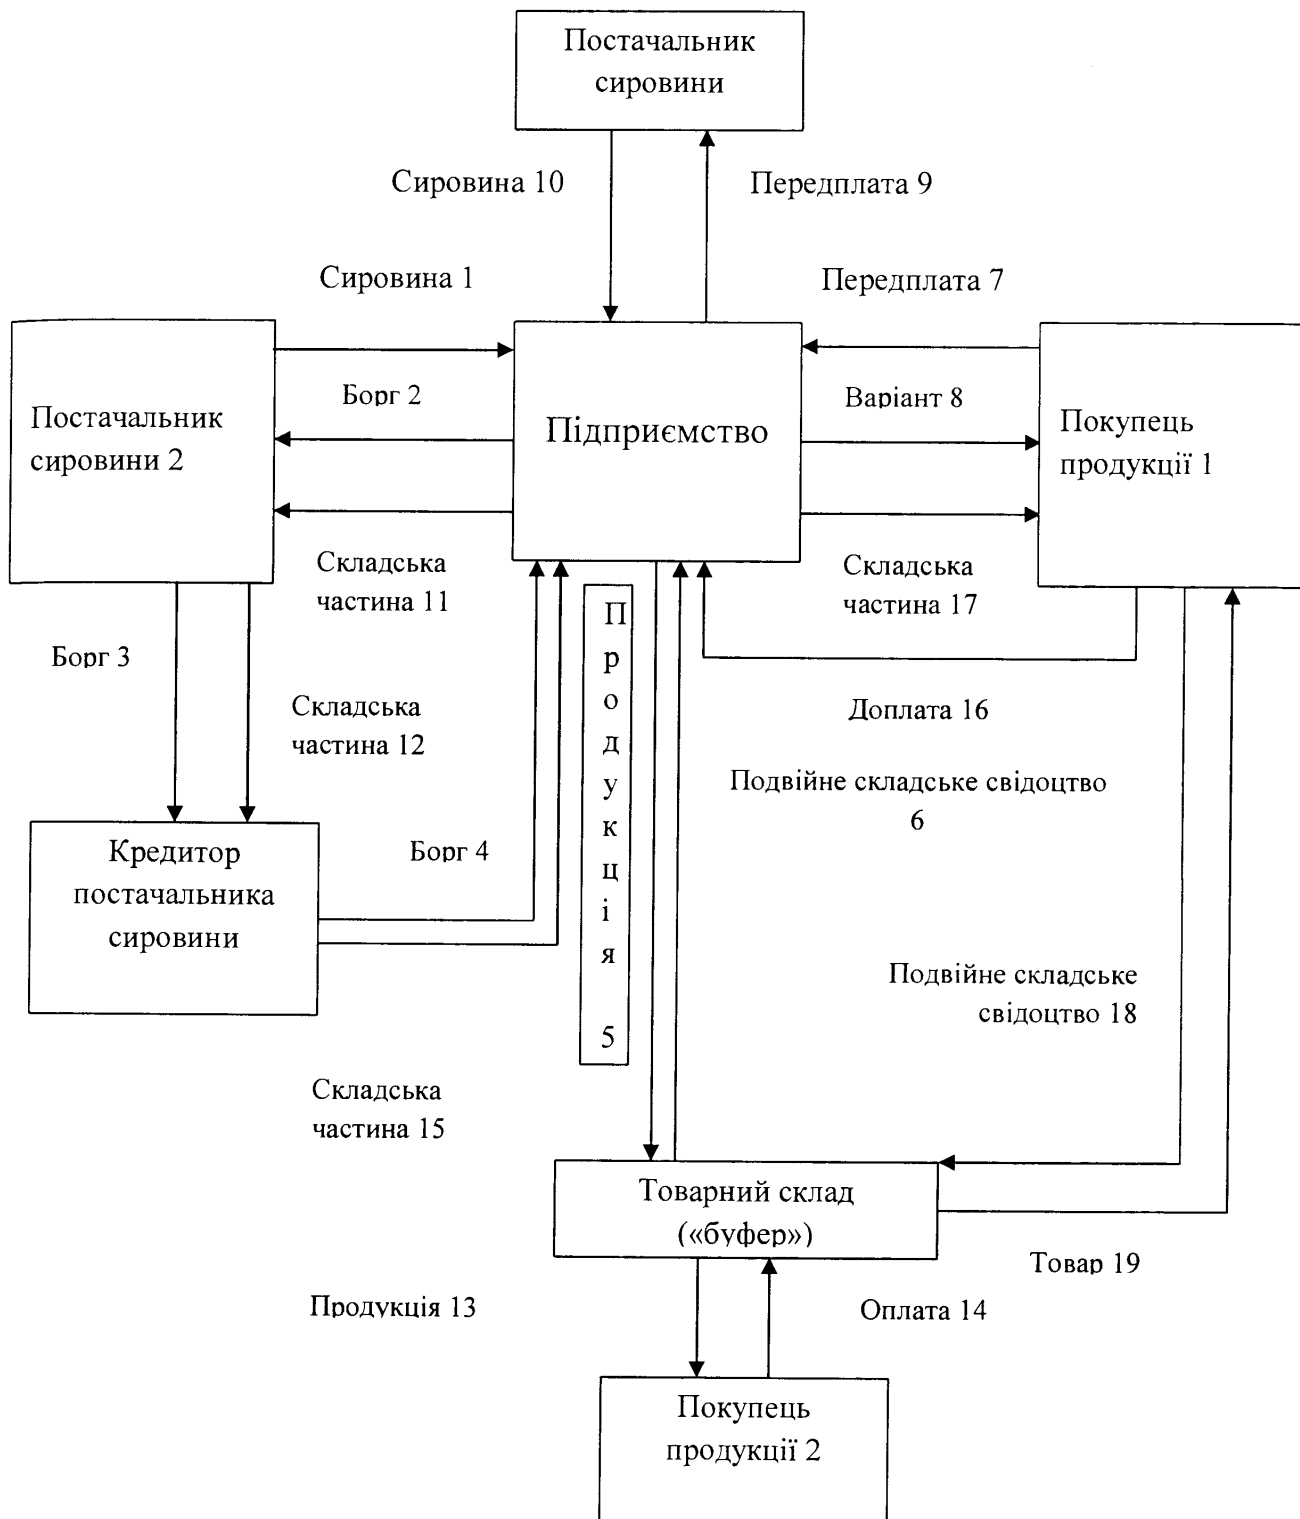 Постачальник
сировини
Сировина 10
Передплата 9
Сировина 1
Передплата 7
Постачальник
сировини 2
Борг 2
Підприємство
Варіант 8
Покупець
продукції 1
Складська
частина 11
Складська
частина 17
Борг 3
Складська
частина 12
Продукція 5
Доплата 16
Подвійне складське свідоцтво
6
Кредитор
постачальника
сировини
Борг 4
Подвійне складське
свідоцтво 18
Складська
частина 15
Товарний склад
(«буфер»)
Товар 19
Продукція 13
Оплата 14
Покупець
продукції 2